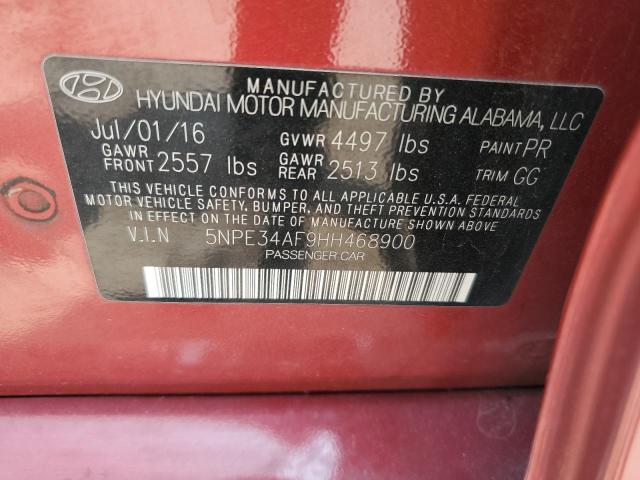 MANUFACTURED BY
HYUNDAI MOTOR MANUFACTURING ALABAMA, LLC
Jul/01/16 GVWR 4497 lbs PAINT PR
GAWR FRONT 2557 lbs GAWR REAR 2513 lbs TRIM GG
THIS VEHICLE CONFORMS TO ALL APPLICABLE U.S.A. FEDERAL
MOTOR VEHICLE SAFETY, BUMPER, AND THEFT PREVENTION STANDARDS
IN EFFECT ON THE DATE OF MANUFACTURE SHOWN ABOVE
V.I.N 5NPE34AF9HH468900
PASSENGER CAR